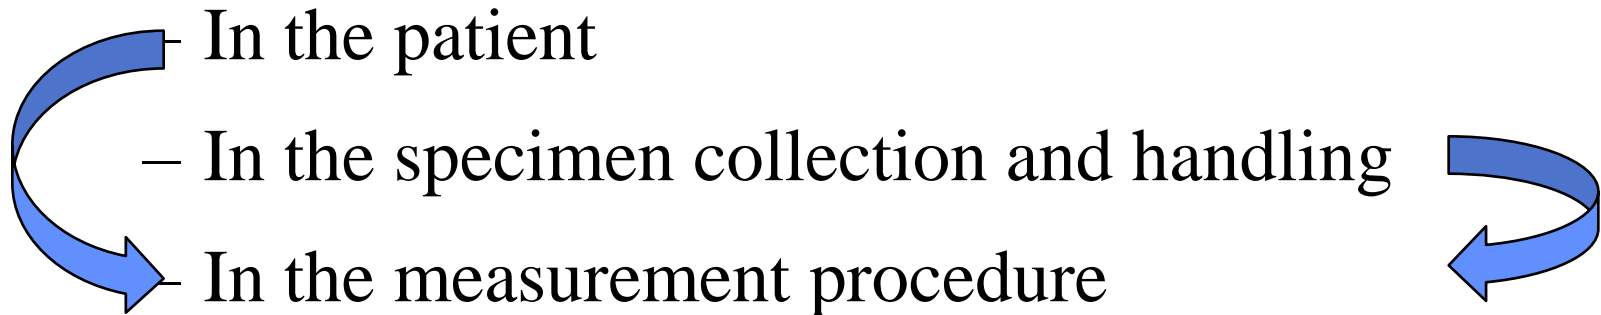 – In the patient
– In the specimen collection and handling
– In the measurement procedure